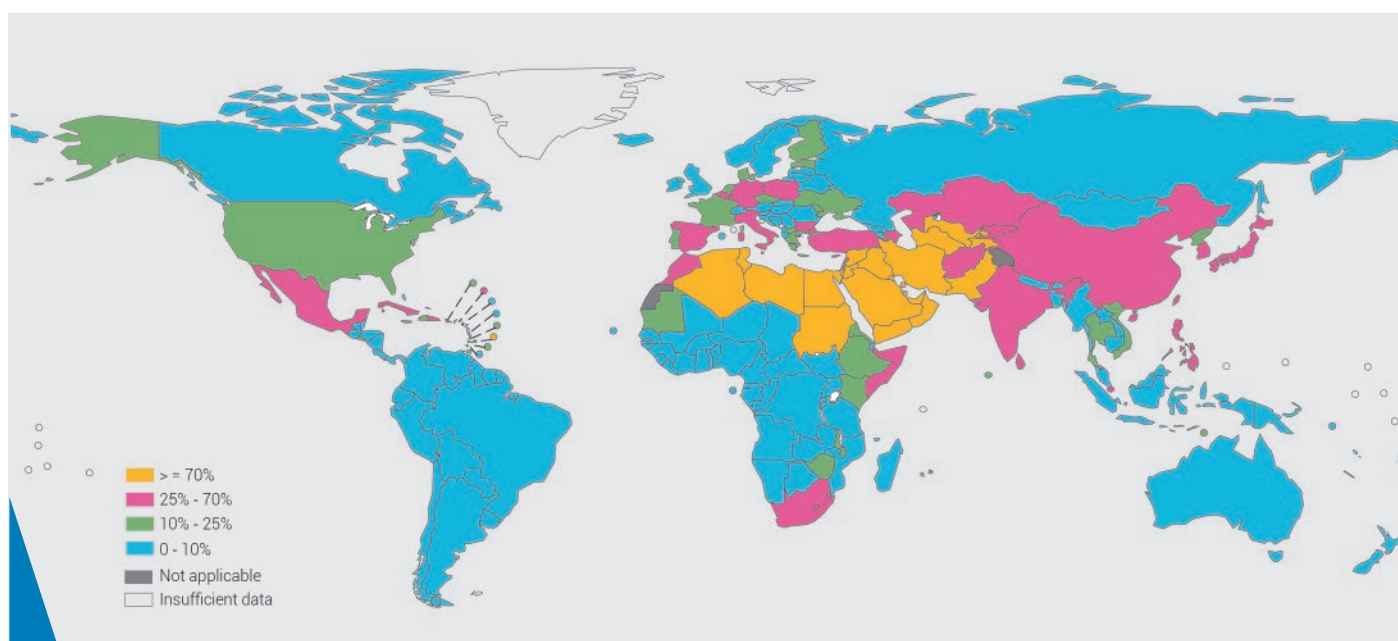 > = 70%
25% - 70%
10% - 25%
0 - 10%
Not applicable
Insufficient data